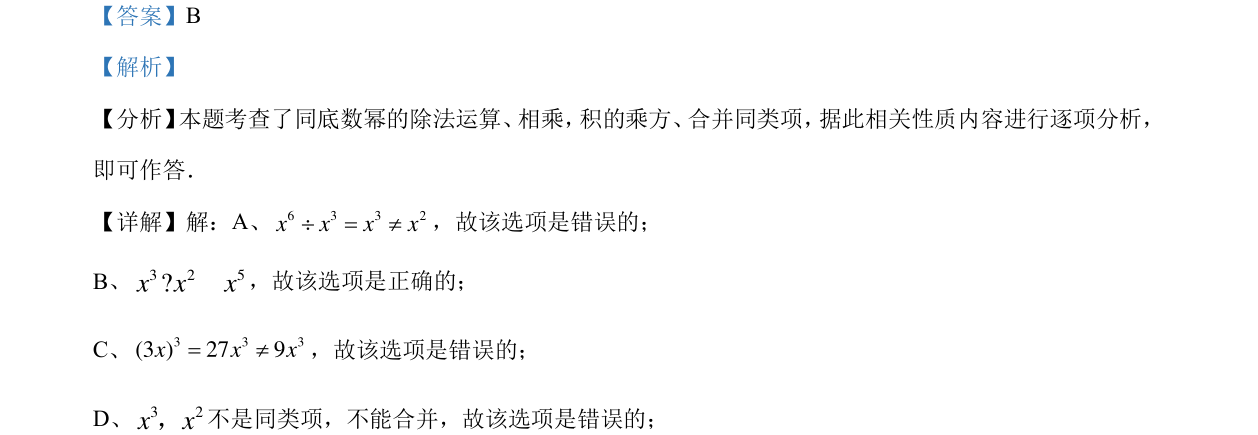 【答案】B
【解析】
【分析】本题考查了同底数幂的除法运算、相乘，积的乘方、合并同类项，据此相关性质内容进行逐项分析，
即可作答．
【详解】解：A、x⁶ ÷ x³ = x³ ≠ x²，故该选项是错误的；
B、x³?x²　x⁵，故该选项是正确的；
C、(3x)³ = 27x³ ≠ 9x³，故该选项是错误的；
D、x³，x²不是同类项，不能合并，故该选项是错误的；